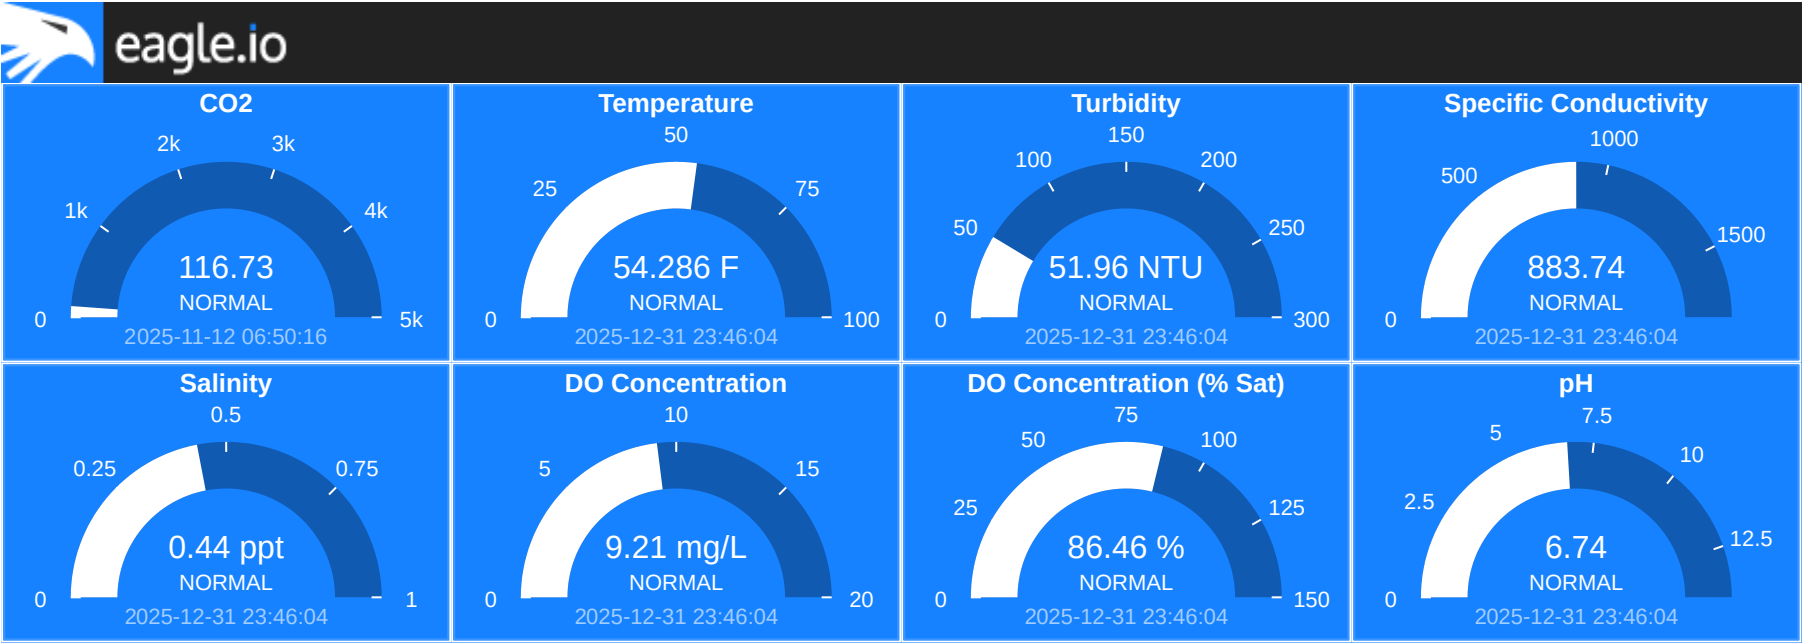 eagle.io
CO2
0
1k
2k
3k
4k
5k
116.73
NORMAL
2025-11-12 06:50:16
Temperature
0
25
50
75
100
54.286 F
NORMAL
2025-12-31 23:46:04
Turbidity
0
50
100
150
200
250
300
51.96 NTU
NORMAL
2025-12-31 23:46:04
Specific Conductivity
0
500
1000
1500
883.74
NORMAL
2025-12-31 23:46:04
Salinity
0
0.25
0.5
0.75
1
0.44 ppt
NORMAL
2025-12-31 23:46:04
DO Concentration
0
5
10
15
20
9.21 mg/L
NORMAL
2025-12-31 23:46:04
DO Concentration (% Sat)
0
25
50
75
100
125
150
86.46 %
NORMAL
2025-12-31 23:46:04
pH
0
2.5
5
7.5
10
12.5
6.74
NORMAL
2025-12-31 23:46:04